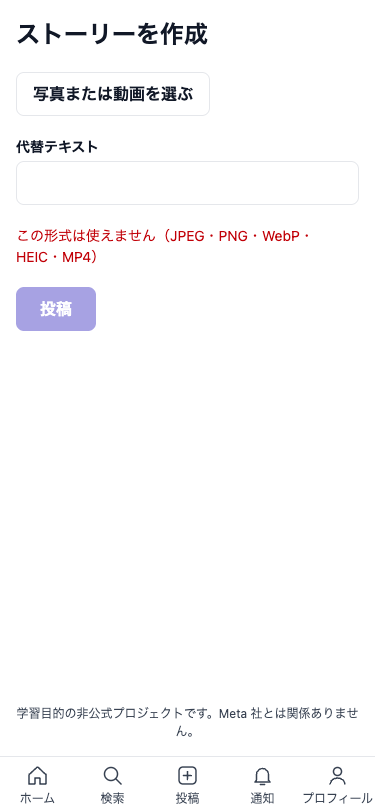 ストーリーを作成
写真または動画を選ぶ
代替テキスト
この形式は使えません（JPEG・PNG・WebP・
HEIC・MP4）
投稿
学習目的の非公式プロジェクトです。Meta 社とは関係ありませ
ん。
ホーム
検索
投稿
通知
プロフィール